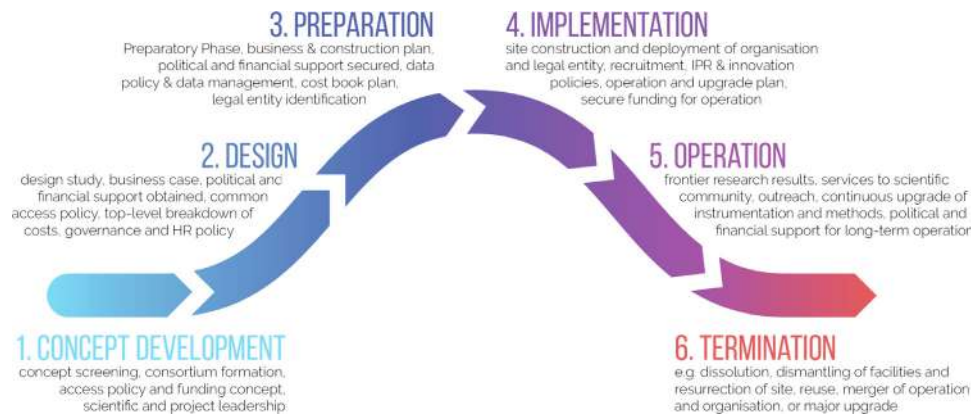 3. PREPARATION
Preparatory Phase, business & construction plan,
political and financial support secured, data
policy & data management, cost book plan,
legal entity identification
4. IMPLEMENTATION
site construction and deployment of organisation
and legal entity, recruitment, IPR & innovation
policies, operation and upgrade plan,
secure funding for operation
2. DESIGN
design study, business case, political and
financial support obtained, common
access policy, top-level breakdown of
costs, governance and HR policy
5. OPERATION
frontier research results, services to scientific
community, outreach, continuous upgrade of
instrumentation and methods, political and
financial support for long-term operation
1. CONCEPT DEVELOPMENT
concept screening, consortium formation,
access policy and funding concept,
scientific and project leadership
6. TERMINATION
e.g. dissolution, dismantling of facilities and
resurrection of site, reuse, merger of operation
and organisation, or major upgrade